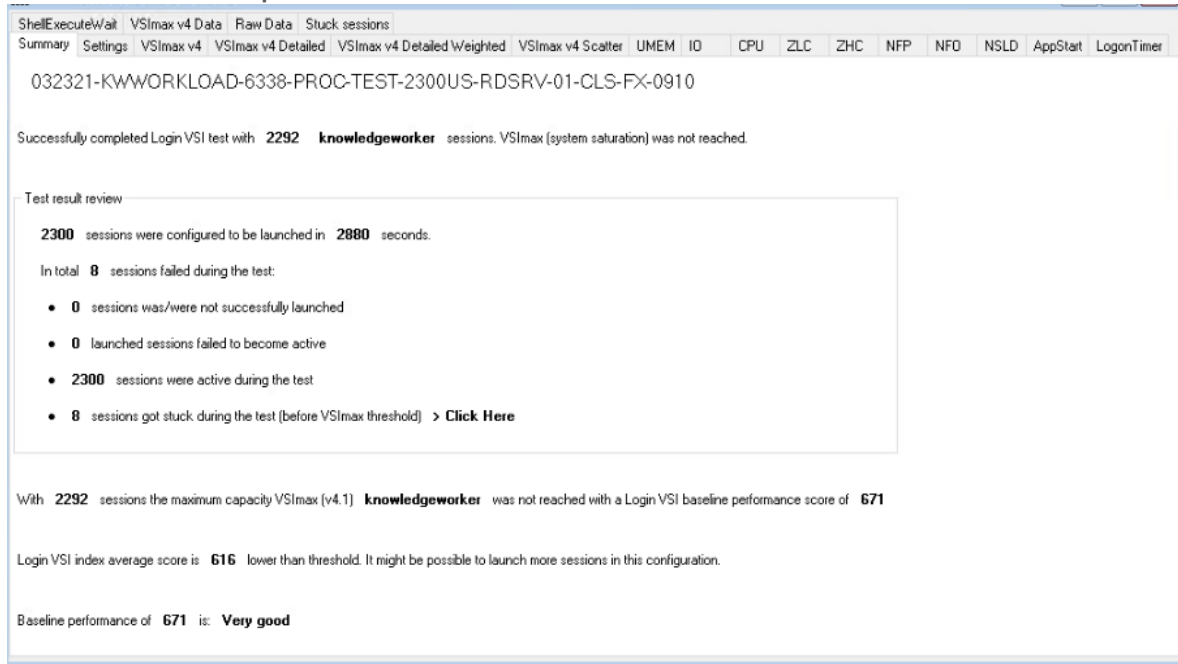 ShellExecuteWait VSImax v4 Data Raw Data Stuck sessions
Summary Settings VSImax v4 VSImax v4 Detailed VSImax v4 Detailed Weighted VSImax v4 Scatter UMEM IO CPU ZLC ZHC NFP NFO NSLD AppStart LogonTimer
032321-KWWORKLOAD-6338-PROC-TEST-2300US-RDSRV-01-CLS-FX-0910
Successfully completed Login VSI test with 2292 knowledgeworker sessions. VSImax (system saturation) was not reached.
Test result review
2300 sessions were configured to be launched in 2880 seconds.
In total 8 sessions failed during the test:
• 0 sessions was/were not successfully launched
• 0 launched sessions failed to become active
• 2300 sessions were active during the test
• 8 sessions got stuck during the test (before VSImax threshold) > Click Here
With 2292 sessions the maximum capacity VSImax (v4.1) knowledgeworker was not reached with a Login VSI baseline performance score of 671
Login VSI index average score is 616 lower than threshold. It might be possible to launch more sessions in this configuration.
Baseline performance of 671 is: Very good